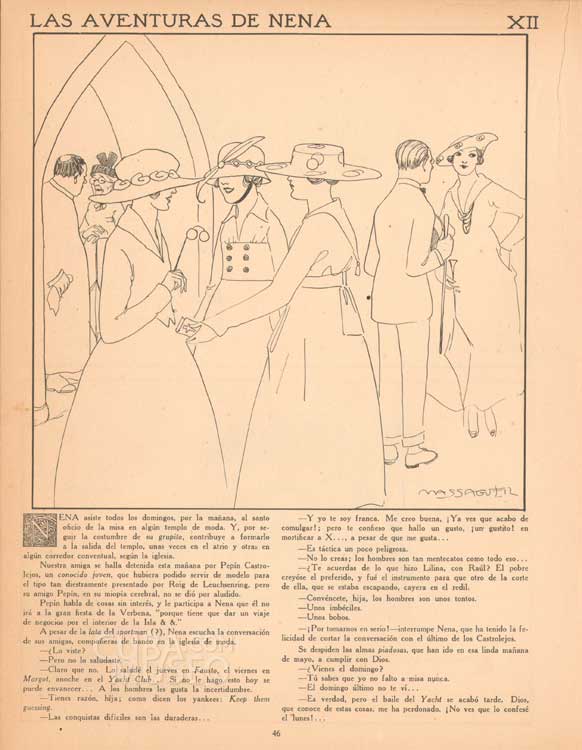 LAS AVENTURAS DE NENA
XII
MASSAGUER
NENA asiste todos los domingos, por la mañana, al santo
oficio de la misa en algún templo de moda. Y, por se-
guir la costumbre de su grupito, contribuye a formarlo
a la salida del templo, unas veces en el atrio y otras en
algún corredor conventual, según la iglesia.
Nuestra amiga se halla detenida esta mañana por Pepín Castro-
lejos, un conocido joven, que hubiera podido servir de modelo para
el tipo tan diestramente presentado por Roig de Leuchsenring, pero
su amigo Pepín, en su miopía cerebral, no se dió por aludido.
Pepín habla de cosas sin interés, y le participa a Nena que él no
irá a la gran fiesta de la Verbena, "porque tiene que dar un viaje
de negocios por el interior de la Isla & &."
A pesar de la lata del sportman (?), Nena escucha la conversación
de sus amigas, compañeras de banco en la iglesia de moda.
—¿Lo viste?
—Pero no le saludaste...
—Claro que no. Lo saludé el jueves en Fausto, el viernes en
Margot, anoche en el Yacht Club... Si no le hago esto hoy se
puede envanecer... A los hombres les gusta la incertidumbre.
—Tienes razón, hija; como dicen los yankees: Keep them
guessing.
—Las conquistas difíciles son las duraderas...
—Y yo te soy franca. Me creo buena, ¡Ya ves que acabo de
comulgar!; pero te confieso que hallo un gusto, ¡un gustito! en
mortificar a X..., a pesar de que me gusta...
—Es táctica un poco peligrosa.
—No lo creas; los hombres son tan mentecatos como todo eso...
—¿Te acuerdas de lo que hizo Lilina, con Raúl? El pobre
creyóse el preferido, y fué el instrumento para que otro de la corte
de ella, que se estaba escapando, cayera en el redil.
—Convéncete, hija, los hombres son unos tontos.
—Unos imbéciles.
—Unos bobos.
—¡Por tomarnos en serio!—interrumpe Nena, que ha tenido la fe-
licidad de cortar la conversación con el último de los Castrolejos.
Se despiden las almas piadosas, que han ido en esa linda mañana
de mayo, a cumplir con Dios.
—¿Vienes el domingo?
—Tú sabes que yo no falto a misa nunca.
—El domingo último no te ví...
—Es verdad, pero el baile del Yacht se acabó tarde. Dios,
que conoce de estas cosas, me ha perdonado. ¡No ves que lo confesé
el lunes!...
46